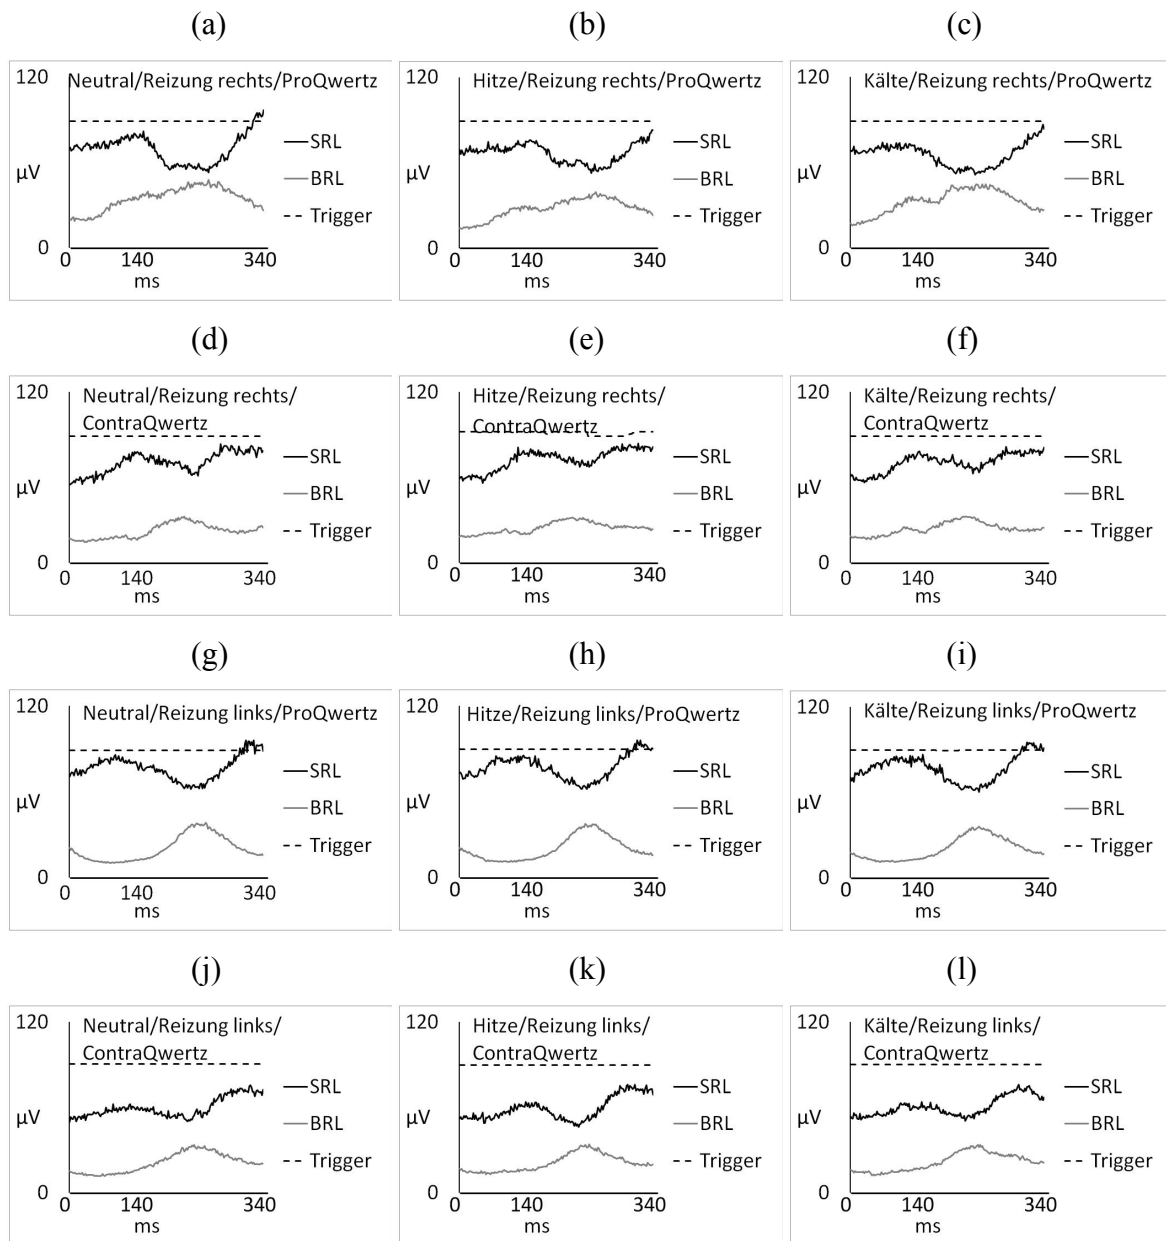 (a)
(b)
(c)
120
Neutral/Reizung rechts/ProQwertz
SRL
BRL
Trigger
µV
0
0
140
340
ms
120
Hitze/Reizung rechts/ProQwertz
SRL
BRL
Trigger
µV
0
0
140
340
ms
120
Kälte/Reizung rechts/ProQwertz
SRL
BRL
Trigger
µV
0
0
140
340
ms
(d)
(e)
(f)
120
Neutral/Reizung rechts/
ContraQwertz
SRL
BRL
Trigger
µV
0
0
140
340
ms
120
Hitze/Reizung rechts/
ContraQwertz
SRL
BRL
Trigger
µV
0
0
140
340
ms
120
Kälte/Reizung rechts/
ContraQwertz
SRL
BRL
Trigger
µV
0
0
140
340
ms
(g)
(h)
(i)
120
Neutral/Reizung links/ProQwertz
SRL
BRL
Trigger
µV
0
0
140
340
ms
120
Hitze/Reizung links/ProQwertz
SRL
BRL
Trigger
µV
0
0
140
340
ms
120
Kälte/Reizung links/ProQwertz
SRL
BRL
Trigger
µV
0
0
140
340
ms
(j)
(k)
(l)
120
Neutral/Reizung links/
ContraQwertz
SRL
BRL
Trigger
µV
0
0
140
340
ms
120
Hitze/Reizung links/
ContraQwertz
SRL
BRL
Trigger
µV
0
0
140
340
ms
120
Kälte/Reizung links/
ContraQwertz
SRL
BRL
Trigger
µV
0
0
140
340
ms